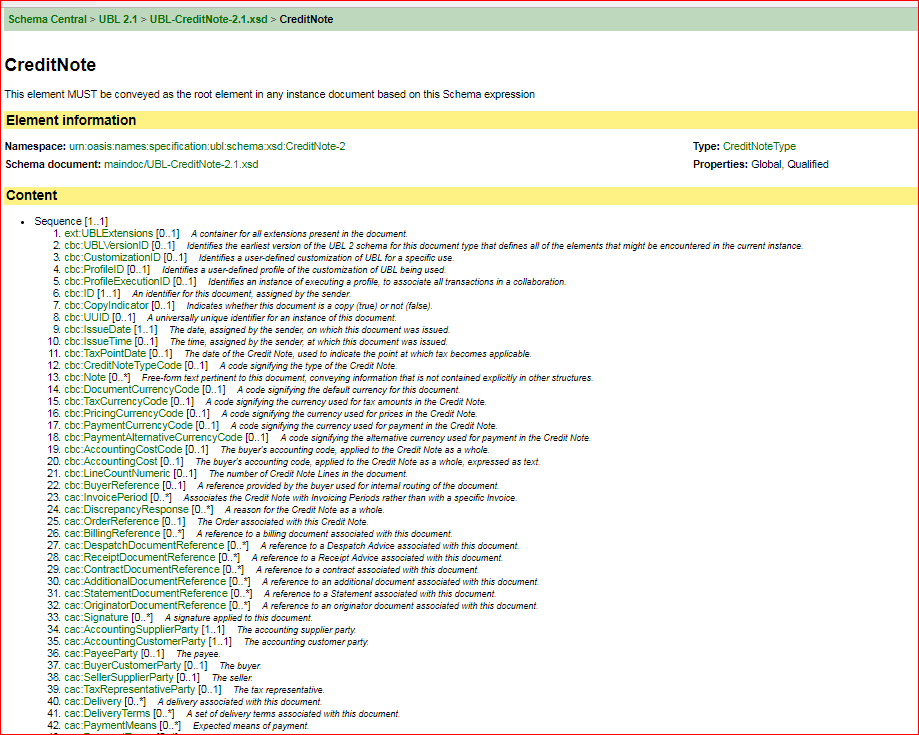 Schema Central > UBL 2.1 > UBL-CreditNote-2.1.xsd > CreditNote
CreditNote
This element MUST be conveyed as the root element in any instance document based on this Schema expression
Element information
Namespace: urn:oasis:names:specification:ubl:schema:xsd:CreditNote-2
Type: CreditNoteType
Schema document: maindoc/UBL-CreditNote-2.1.xsd
Properties: Global, Qualified
Content
• Sequence [1..1]
1. ext:UBLExtensions [0..1] A container for all extensions present in the document.
2. cbc:UBLVersionID [0..1] Identifies the earliest version of the UBL 2 schema for this document type that defines all of the elements that might be encountered in the current instance.
3. cbc:CustomizationID [0..1] Identifies a user-defined customization of UBL for a specific use.
4. cbc:ProfileID [0..1] Identifies a user-defined profile of the customization of UBL being used.
5. cbc:ProfileExecutionID [0..1] Identifies an instance of executing a profile, to associate all transactions in a collaboration.
6. cbc:ID [1..1] An identifier for this document, assigned by the sender.
7. cbc:CopyIndicator [0..1] Indicates whether this document is a copy (true) or not (false).
8. cbc:UUID [0..1] A universally unique identifier for an instance of this document.
9. cbc:IssueDate [1..1] The date, assigned by the sender, on which this document was issued.
10. cbc:IssueTime [0..1] The time, assigned by the sender, at which this document was issued.
11. cbc:TaxPointDate [0..1] The date of the Credit Note, used to indicate the point at which tax becomes applicable.
12. cbc:CreditNoteTypeCode [0..1] A code signifying the type of the Credit Note.
13. cbc:Note [0..*] Free-form text pertinent to this document, conveying information that is not contained explicitly in other structures.
14. cbc:DocumentCurrencyCode [0..1] A code signifying the default currency for this document.
15. cbc:TaxCurrencyCode [0..1] A code signifying the currency used for tax amounts in the Credit Note.
16. cbc:PricingCurrencyCode [0..1] A code signifying the currency used for prices in the Credit Note.
17. cbc:PaymentCurrencyCode [0..1] A code signifying the currency used for payment in the Credit Note.
18. cbc:PaymentAlternativeCurrencyCode [0..1] A code signifying the alternative currency used for payment in the Credit Note.
19. cbc:AccountingCostCode [0..1] The buyer's accounting code, applied to the Credit Note as a whole.
20. cbc:AccountingCost [0..1] The buyer's accounting code, applied to the Credit Note as a whole, expressed as text.
21. cbc:LineCountNumeric [0..1] The number of Credit Note Lines in the document.
22. cbc:BuyerReference [0..1] A reference provided by the buyer used for internal routing of the document.
23. cac:InvoicePeriod [0..*] Associates the Credit Note with Invoicing Periods rather than with a specific Invoice.
24. cac:DiscrepancyResponse [0..*] A reason for the Credit Note as a whole.
25. cac:OrderReference [0..1] The Order associated with this Credit Note.
26. cac:BillingReference [0..*] A reference to a billing document associated with this document.
27. cac:DespatchDocumentReference [0..*] A reference to a Despatch Advice associated with this document.
28. cac:ReceiptDocumentReference [0..*] A reference to a Receipt Advice associated with this document.
29. cac:ContractDocumentReference [0..*] A reference to a contract associated with this document.
30. cac:AdditionalDocumentReference [0..*] A reference to an additional document associated with this document.
31. cac:StatementDocumentReference [0..*] A reference to a Statement associated with this document.
32. cac:OriginatorDocumentReference [0..*] A reference to an originator document associated with this document.
33. cac:Signature [0..*] A signature applied to this document.
34. cac:AccountingSupplierParty [1..1] The accounting supplier party.
35. cac:AccountingCustomerParty [1..1] The accounting customer party.
36. cac:PayeeParty [0..1] The payee.
37. cac:BuyerCustomerParty [0..1] The buyer.
38. cac:SellerSupplierParty [0..1] The seller.
39. cac:TaxRepresentativeParty [0..1] The tax representative.
40. cac:Delivery [0..*] A delivery associated with this document.
41. cac:DeliveryTerms [0..*] A set of delivery terms associated with this document.
42. cac:PaymentMeans [0..*] Expected means of payment.